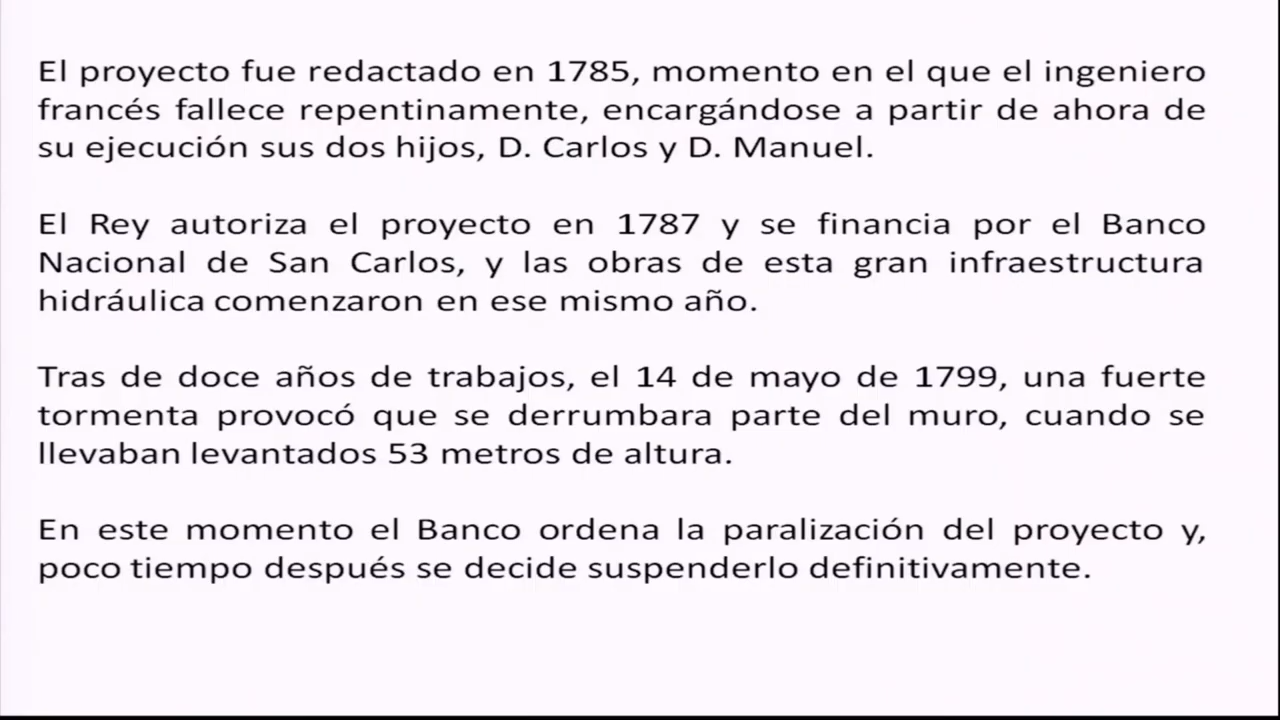 El proyecto fue redactado en 1785, momento en el que el ingeniero
francés fallece repentinamente, encargándose a partir de ahora de
su ejecución sus dos hijos, D. Carlos y D. Manuel.
El Rey autoriza el proyecto en 1787 y se financia por el Banco
Nacional de San Carlos, y las obras de esta gran infraestructura
hidráulica comenzaron en ese mismo año.
Tras de doce años de trabajos, el 14 de mayo de 1799, una fuerte
tormenta provocó que se derrumbara parte del muro, cuando se
llevaban levantados 53 metros de altura.
En este momento el Banco ordena la paralización del proyecto y,
poco tiempo después se decide suspenderlo definitivamente.